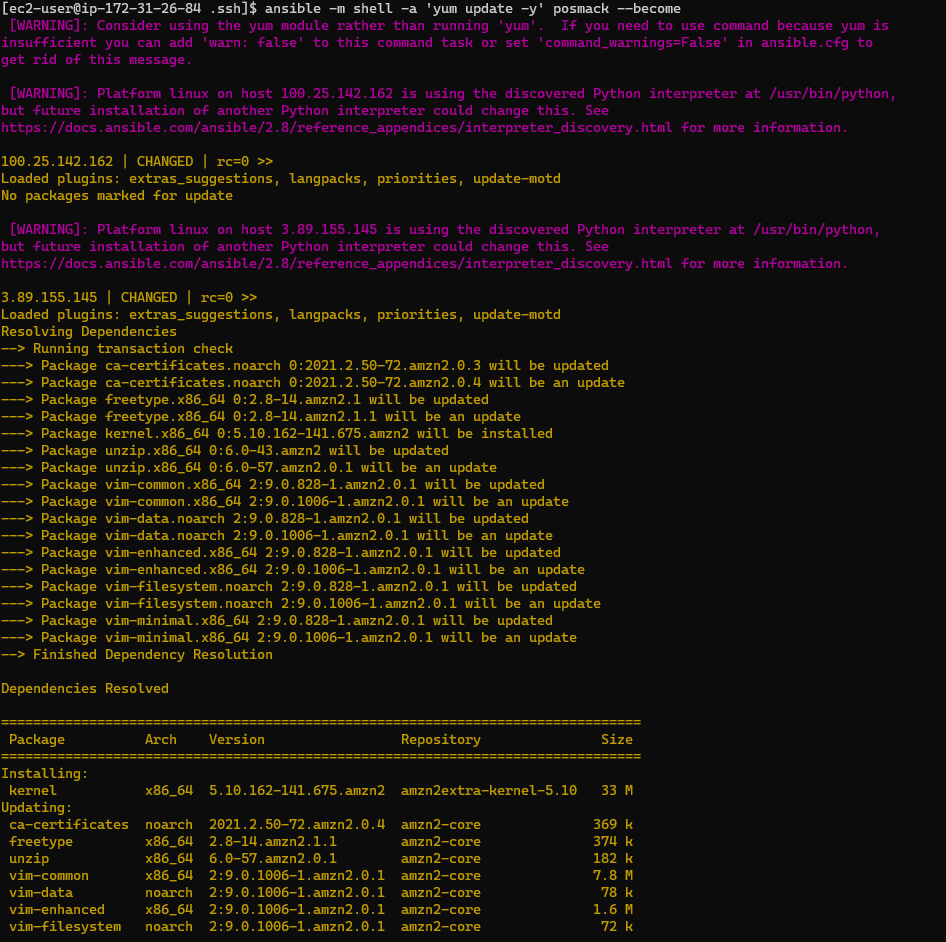 [ec2-user@ip-172-31-26-84 .ssh]$ ansible -m shell -a 'yum update -y' posmack --become
[WARNING]: Consider using the yum module rather than running 'yum'.  If you need to use command because yum is
insufficient you can add 'warn: false' to this command task or set 'command_warnings=False' in ansible.cfg to
get rid of this message.
[WARNING]: Platform linux on host 100.25.142.162 is using the discovered Python interpreter at /usr/bin/python,
but future installation of another Python interpreter could change this. See
https://docs.ansible.com/ansible/2.8/reference_appendices/interpreter_discovery.html for more information.
100.25.142.162 | CHANGED | rc=0 >>
Loaded plugins: extras_suggestions, langpacks, priorities, update-motd
No packages marked for update
[WARNING]: Platform linux on host 3.89.155.145 is using the discovered Python interpreter at /usr/bin/python,
but future installation of another Python interpreter could change this. See
https://docs.ansible.com/ansible/2.8/reference_appendices/interpreter_discovery.html for more information.
3.89.155.145 | CHANGED | rc=0 >>
Loaded plugins: extras_suggestions, langpacks, priorities, update-motd
Resolving Dependencies
--> Running transaction check
---> Package ca-certificates.noarch 0:2021.2.50-72.amzn2.0.3 will be updated
---> Package ca-certificates.noarch 0:2021.2.50-72.amzn2.0.4 will be an update
---> Package freetype.x86_64 0:2.8-14.amzn2.1 will be updated
---> Package freetype.x86_64 0:2.8-14.amzn2.1.1 will be an update
---> Package kernel.x86_64 0:5.10.162-141.675.amzn2 will be installed
---> Package unzip.x86_64 0:6.0-43.amzn2 will be updated
---> Package unzip.x86_64 0:6.0-57.amzn2.0.1 will be an update
---> Package vim-common.x86_64 2:9.0.828-1.amzn2.0.1 will be updated
---> Package vim-common.x86_64 2:9.0.1006-1.amzn2.0.1 will be an update
---> Package vim-data.noarch 2:9.0.828-1.amzn2.0.1 will be updated
---> Package vim-data.noarch 2:9.0.1006-1.amzn2.0.1 will be an update
---> Package vim-enhanced.x86_64 2:9.0.828-1.amzn2.0.1 will be updated
---> Package vim-enhanced.x86_64 2:9.0.1006-1.amzn2.0.1 will be an update
---> Package vim-filesystem.noarch 2:9.0.828-1.amzn2.0.1 will be updated
---> Package vim-filesystem.noarch 2:9.0.1006-1.amzn2.0.1 will be an update
---> Package vim-minimal.x86_64 2:9.0.828-1.amzn2.0.1 will be updated
---> Package vim-minimal.x86_64 2:9.0.1006-1.amzn2.0.1 will be an update
--> Finished Dependency Resolution
Dependencies Resolved
================================================================================
Package          Arch    Version                 Repository               Size
================================================================================
Installing:
kernel           x86_64  5.10.162-141.675.amzn2  amzn2extra-kernel-5.10   33 M
Updating:
ca-certificates  noarch  2021.2.50-72.amzn2.0.4  amzn2-core              369 k
freetype         x86_64  2.8-14.amzn2.1.1        amzn2-core              374 k
unzip            x86_64  6.0-57.amzn2.0.1        amzn2-core              182 k
vim-common       x86_64  2:9.0.1006-1.amzn2.0.1  amzn2-core              7.8 M
vim-data         noarch  2:9.0.1006-1.amzn2.0.1  amzn2-core               78 k
vim-enhanced     x86_64  2:9.0.1006-1.amzn2.0.1  amzn2-core              1.6 M
vim-filesystem   noarch  2:9.0.1006-1.amzn2.0.1  amzn2-core               72 k